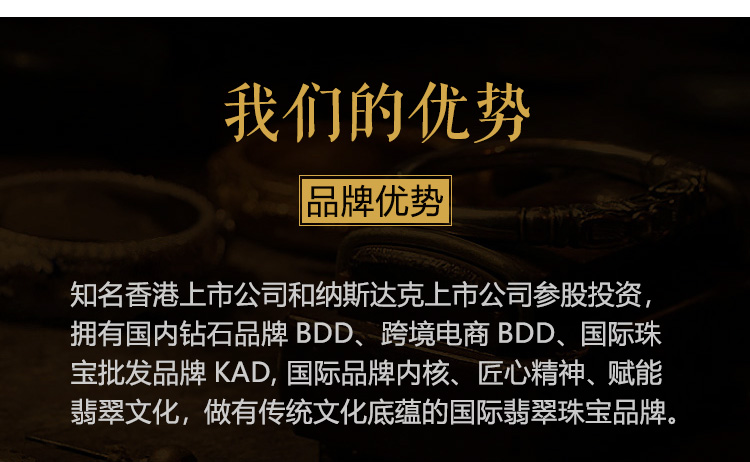 我们的优势
品牌优势
知名香港上市公司和纳斯达克上市公司参股投资，
拥有国内钻石品牌 BDD、跨境电商 BDD、国际珠
宝批发品牌 KAD, 国际品牌内核、匠心精神、赋能
翡翠文化，做有传统文化底蕴的国际翡翠珠宝品牌。